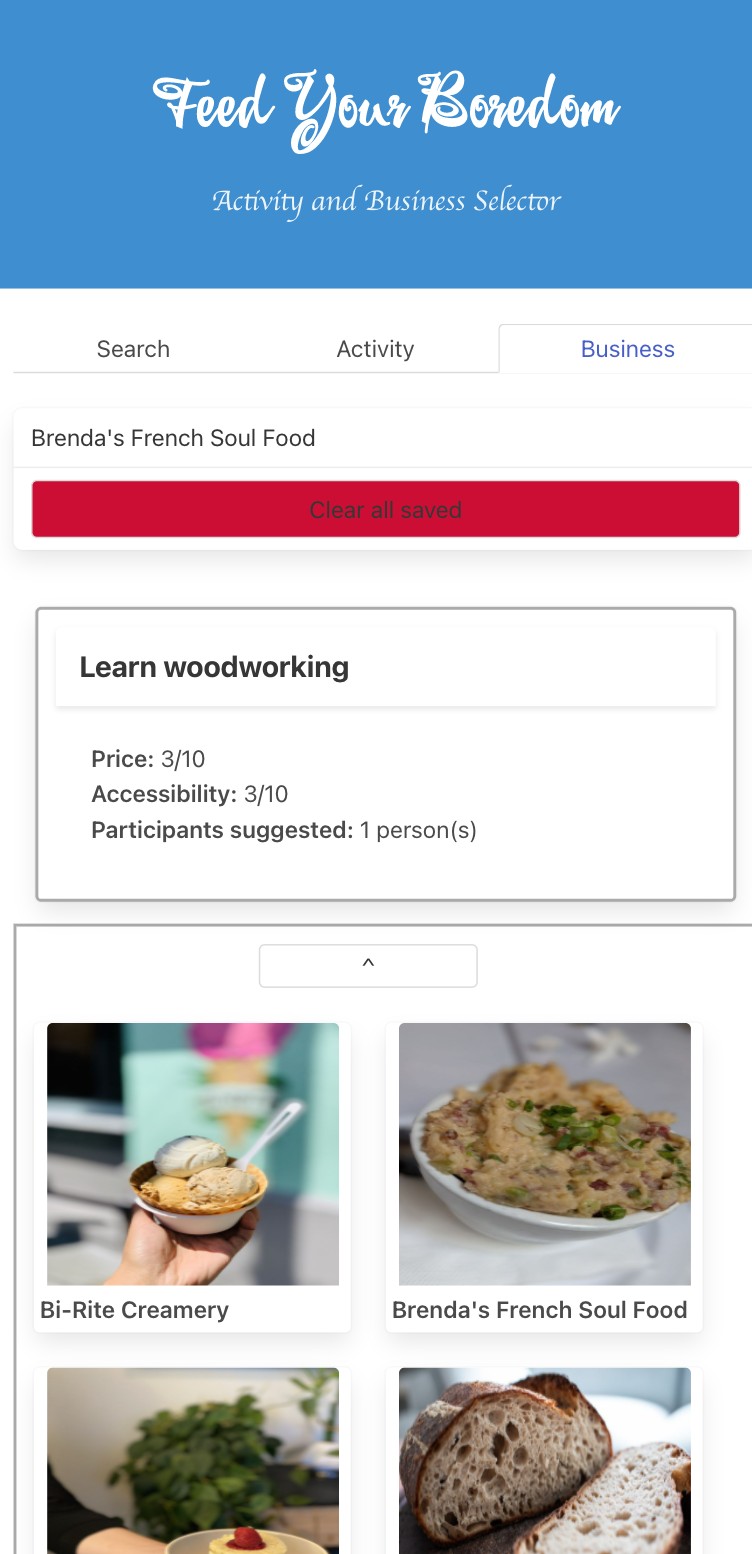 Feed Your Boredom
Activity and Business Selector
Search Activity Business
Brenda's French Soul Food
Clear all saved
Learn woodworking
Price: 3/10
Accessibility: 3/10
Participants suggested: 1 person(s)
^
Bi-Rite Creamery Brenda's French Soul Food